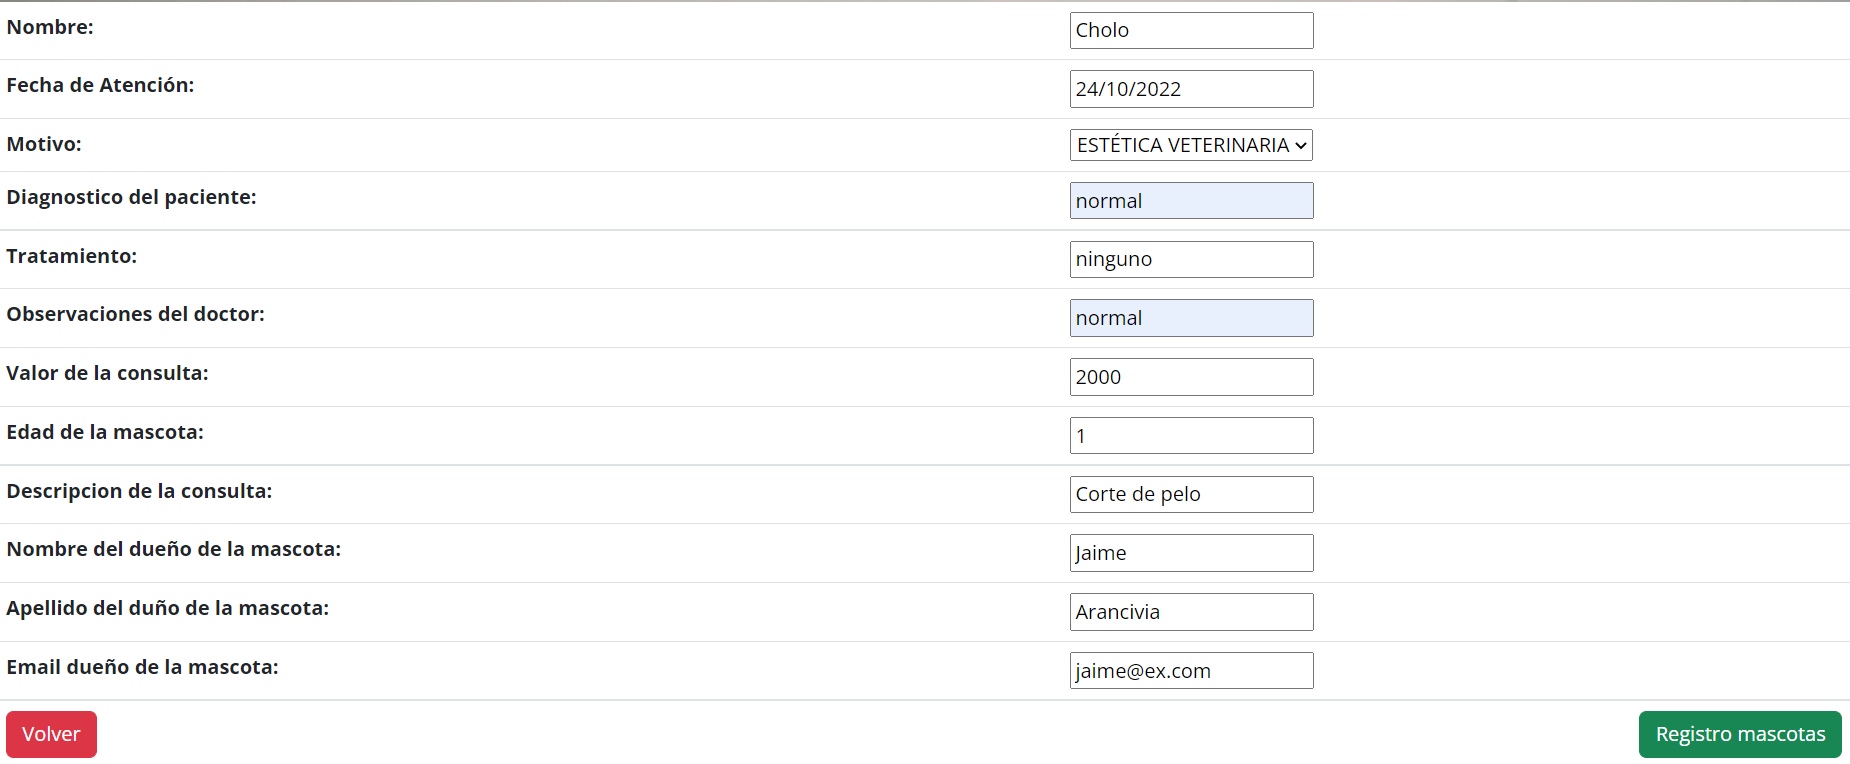 Nombre: Cholo
Fecha de Atención: 24/10/2022
Motivo: ESTÉTICA VETERINARIA
Diagnostico del paciente: normal
Tratamiento: ninguno
Observaciones del doctor: normal
Valor de la consulta: 2000
Edad de la mascota: 1
Descripcion de la consulta: Corte de pelo
Nombre del dueño de la mascota: Jaime
Apellido del duño de la mascota: Arancivia
Email dueño de la mascota: jaime@ex.com
Volver Registro mascotas